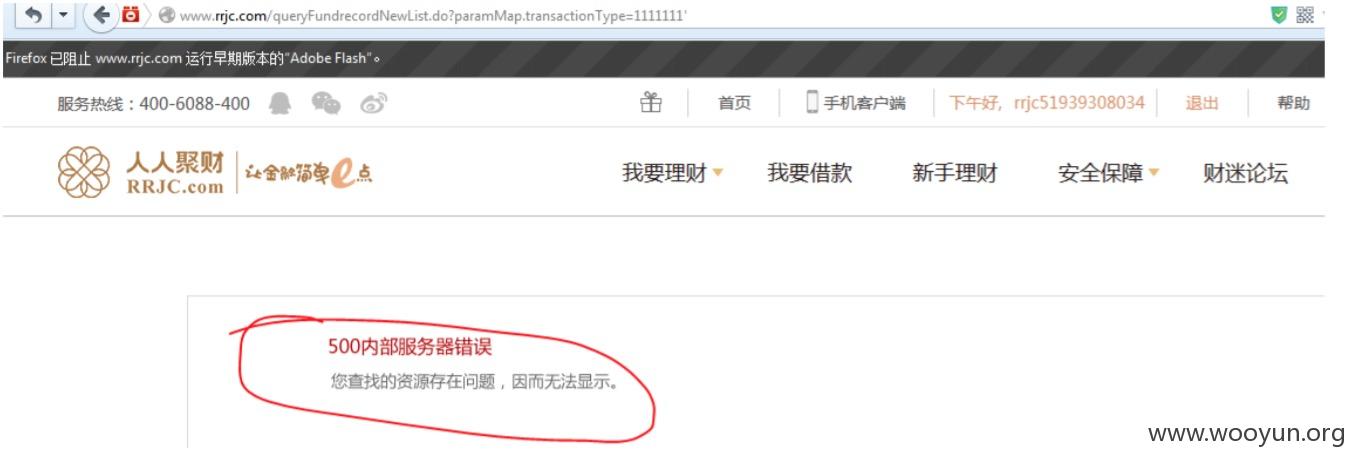 www.rrjc.com/queryFundrecordNewList.do?paramMap.transactionType=1111111'
Firefox 已阻止 www.rrjc.com 运行早期版本的"Adobe Flash"。
服务热线：400-6088-400 首页 手机客户端 下午好, rrjc51939308034 退出 帮助
人人聚财 让金融简单e点 我要理财 我要借款 新手理财 安全保障 财迷论坛
RRJC.com
500内部服务器错误
您查找的资源存在问题，因而无法显示。
www.wooyun.org